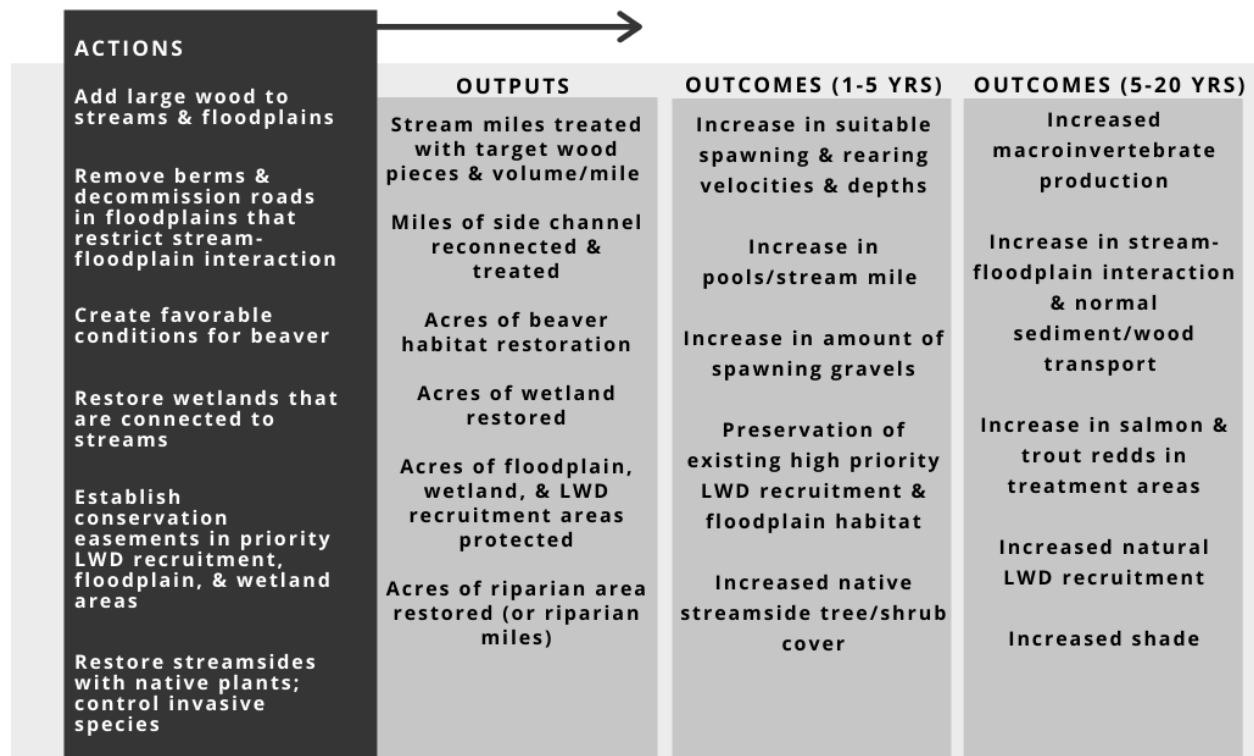 ACTIONS
Add large wood to
streams & floodplains
Remove berms &
decommission roads
in floodplains that
restrict stream-
floodplain interaction
Create favorable
conditions for beaver
Restore wetlands that
are connected to
streams
Establish
conservation
easements in priority
LWD recruitment,
floodplain, & wetland
areas
Restore streamsides
with native plants;
control invasive
species
OUTPUTS
Stream miles treated
with target wood
pieces & volume/mile
Miles of side channel
reconnected &
treated
Acres of beaver
habitat restoration
Acres of wetland
restored
Acres of floodplain,
wetland, & LWD
recruitment areas
protected
Acres of riparian area
restored (or riparian
miles)
OUTCOMES (1-5 YRS)
Increase in suitable
spawning & rearing
velocities & depths
Increase in
pools/stream mile
Increase in amount of
spawning gravels
Preservation of
existing high priority
LWD recruitment &
floodplain habitat
Increased native
streamside tree/shrub
cover
OUTCOMES (5-20 YRS)
Increased
macroinvertebrate
production
Increase in stream-
floodplain interaction
& normal
sediment/wood
transport
Increase in salmon &
trout redds in
treatment areas
Increased natural
LWD recruitment
Increased shade